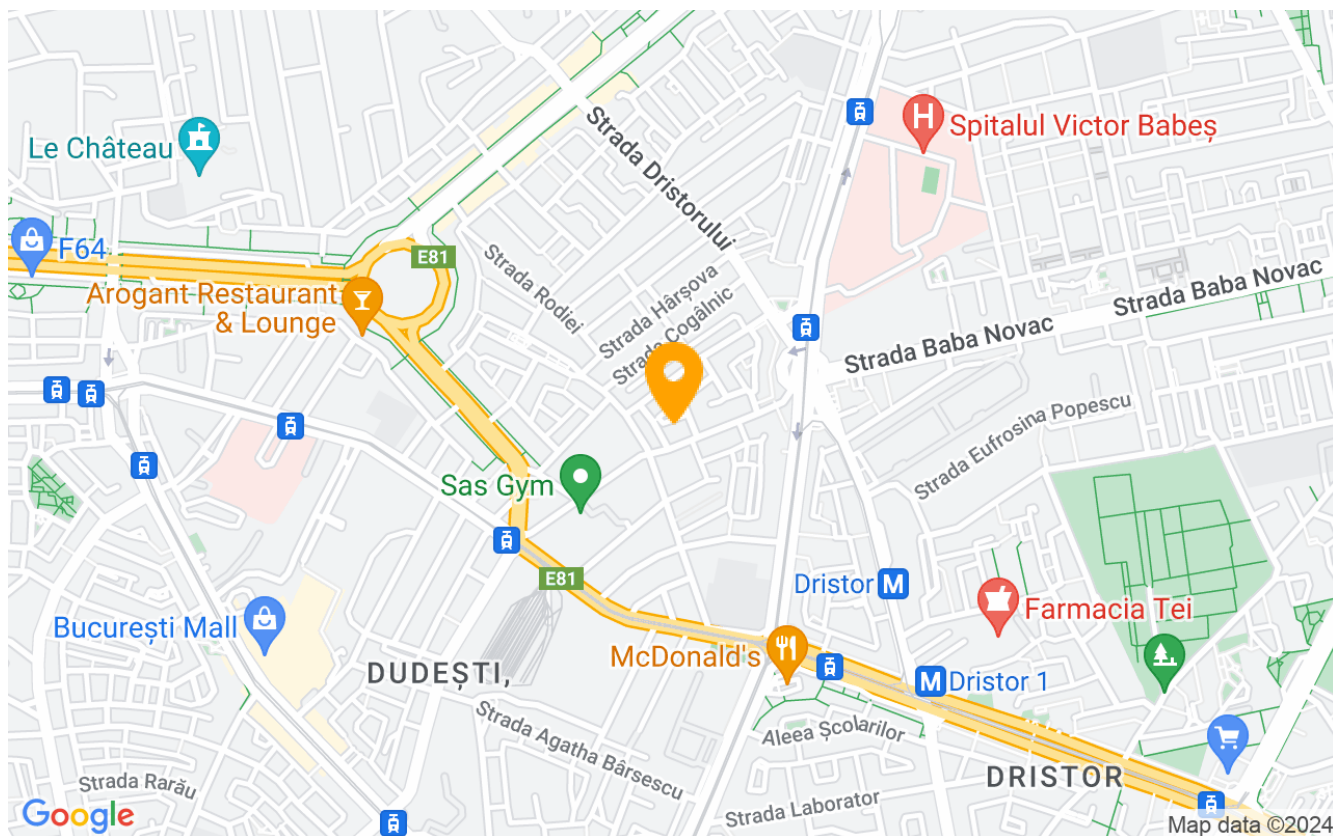 Strada Dristorului
Spitalul Victor Babeș
Le Château
F64
E81
Arogant Restaurant
& Lounge
Strada Rodiei
Strada Hârșova
Strada Cogâlnic
Strada Baba Novac
Strada Baba Novac
Strada Eufrosina Popescu
Sas Gym
E81
Dristor
M
Farmacia Tei
București Mall
McDonald's
DUDEȘTI,
M
Dristor 1
Strada Agatha Bârsescu
Aleea Școlarilor
DRISTOR
Strada Rarău
Strada Laborator
Google
Map data ©2024
H